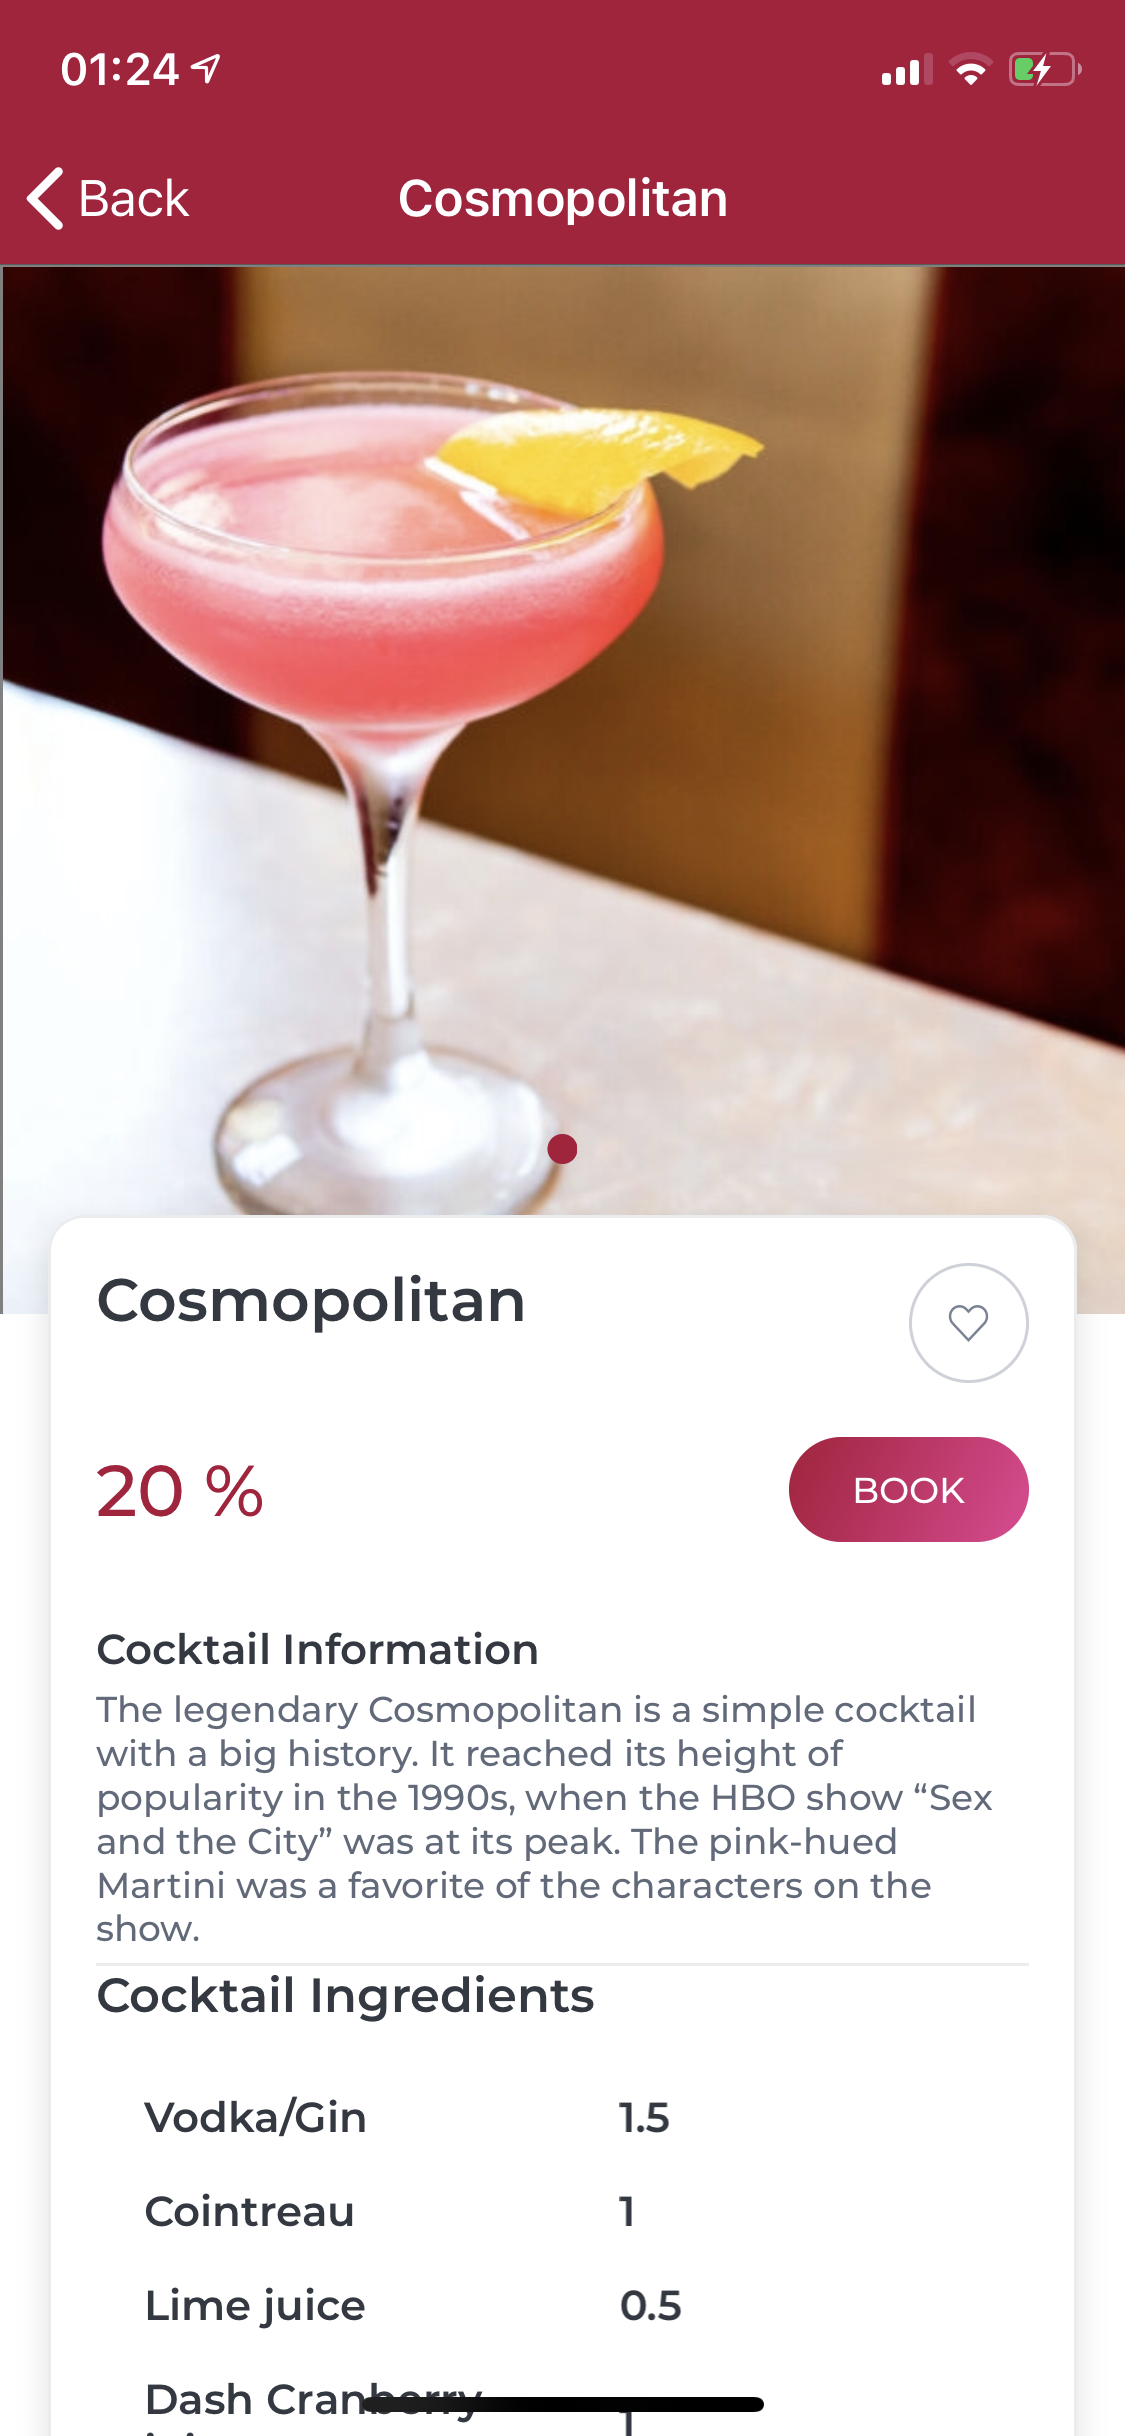 01:24
Back
Cosmopolitan
Cosmopolitan
20 %
BOOK
Cocktail Information
The legendary Cosmopolitan is a simple cocktail
with a big history. It reached its height of
popularity in the 1990s, when the HBO show “Sex
and the City” was at its peak. The pink-hued
Martini was a favorite of the characters on the
show.
Cocktail Ingredients
Vodka/Gin 1.5
Cointreau 1
Lime juice 0.5
Dash Cranberry 1